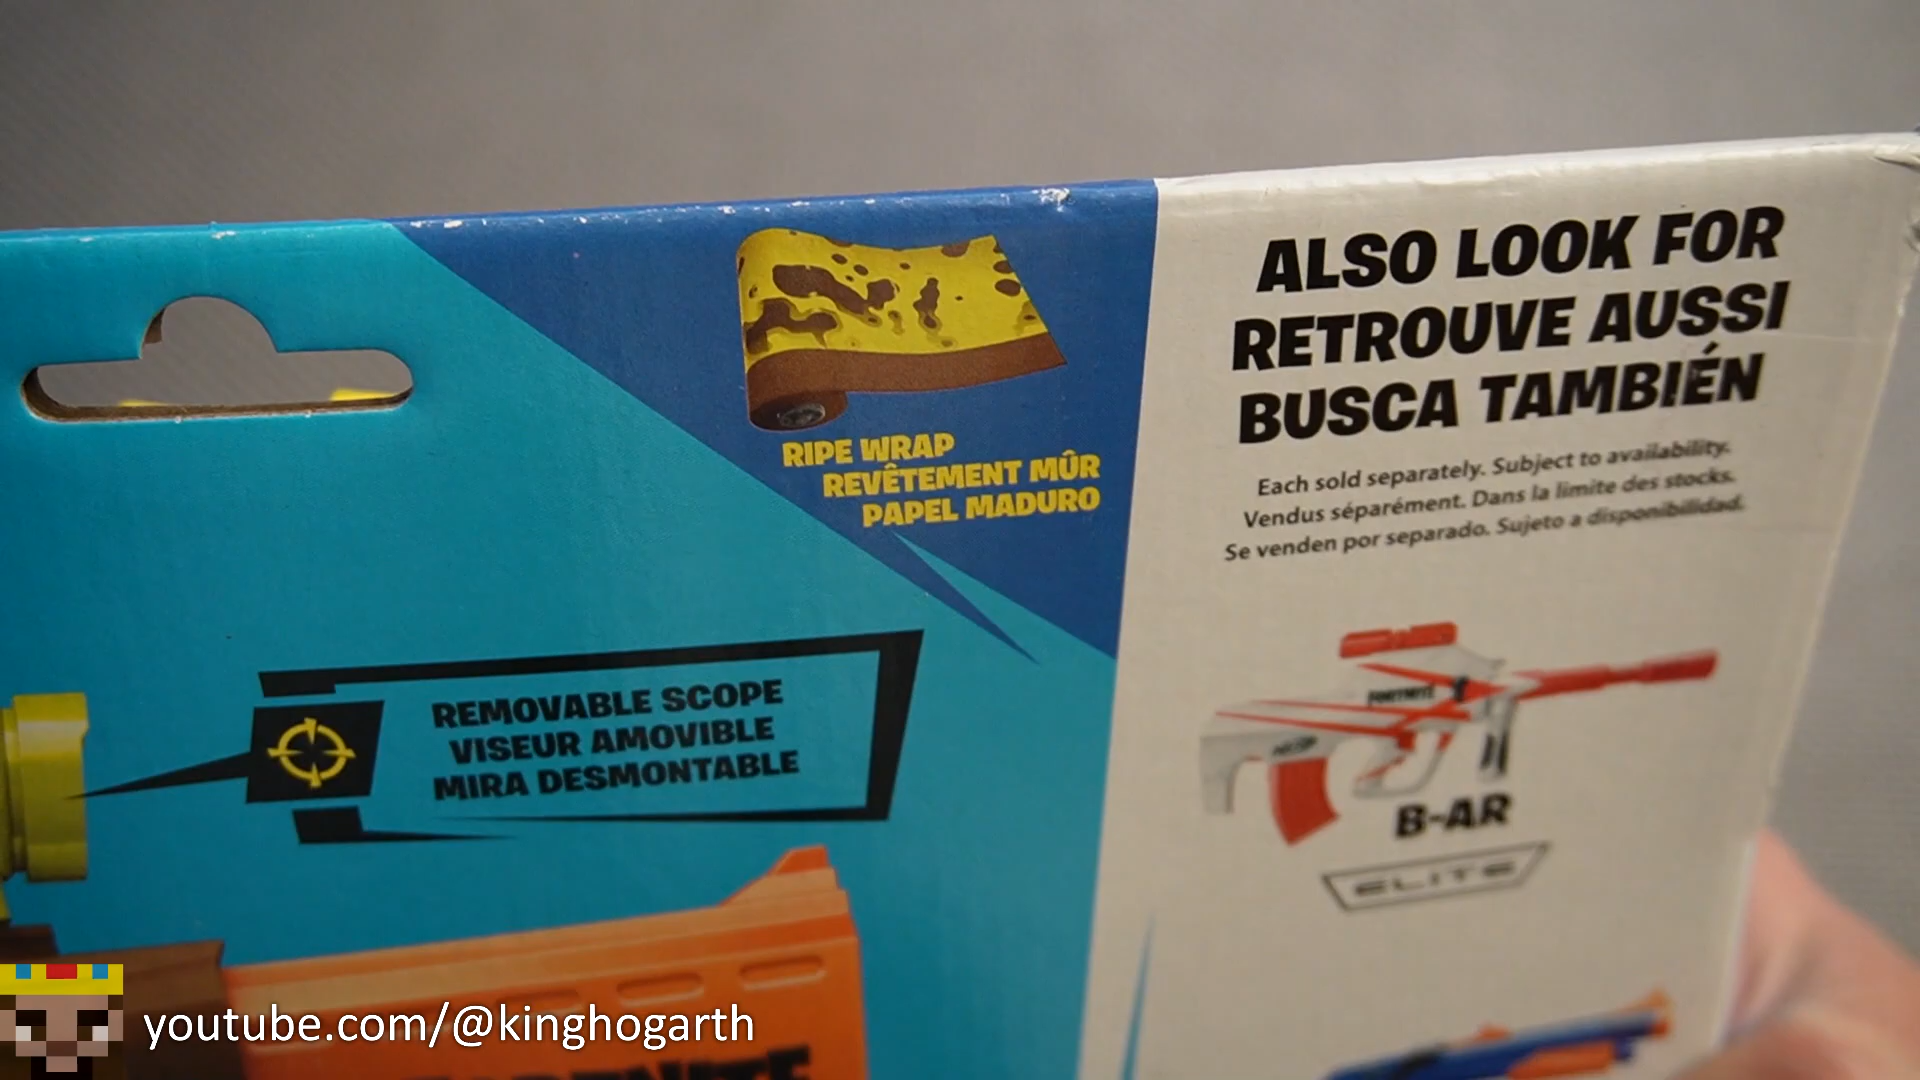 RIPE WRAP
REVÊTEMENT MÛR
PAPEL MADURO
ALSO LOOK FOR
RETROUVE AUSSI
BUSCA TAMBIÉN
Each sold separately. Subject to availability.
Vendus séparément. Dans la limite des stocks.
Se venden por separado. Sujeto a disponibilidad.
REMOVABLE SCOPE
VISEUR AMOVIBLE
MIRA DESMONTABLE
FORTNITE
NERF
B-AR
ELITE
youtube.com/@kinghogarth